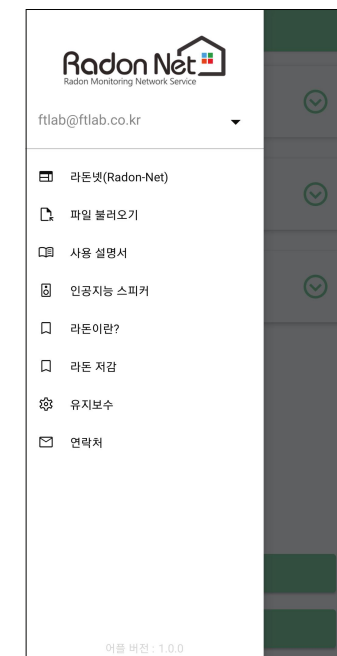 Radon Net
Radon Monitoring Network Service
ftlab@ftlab.co.kr
라돈넷(Radon-Net)
파일 불러오기
사용 설명서
인공지능 스피커
라돈이란?
라돈 저감
유지보수
연락처
어플 버전 : 1.0.0